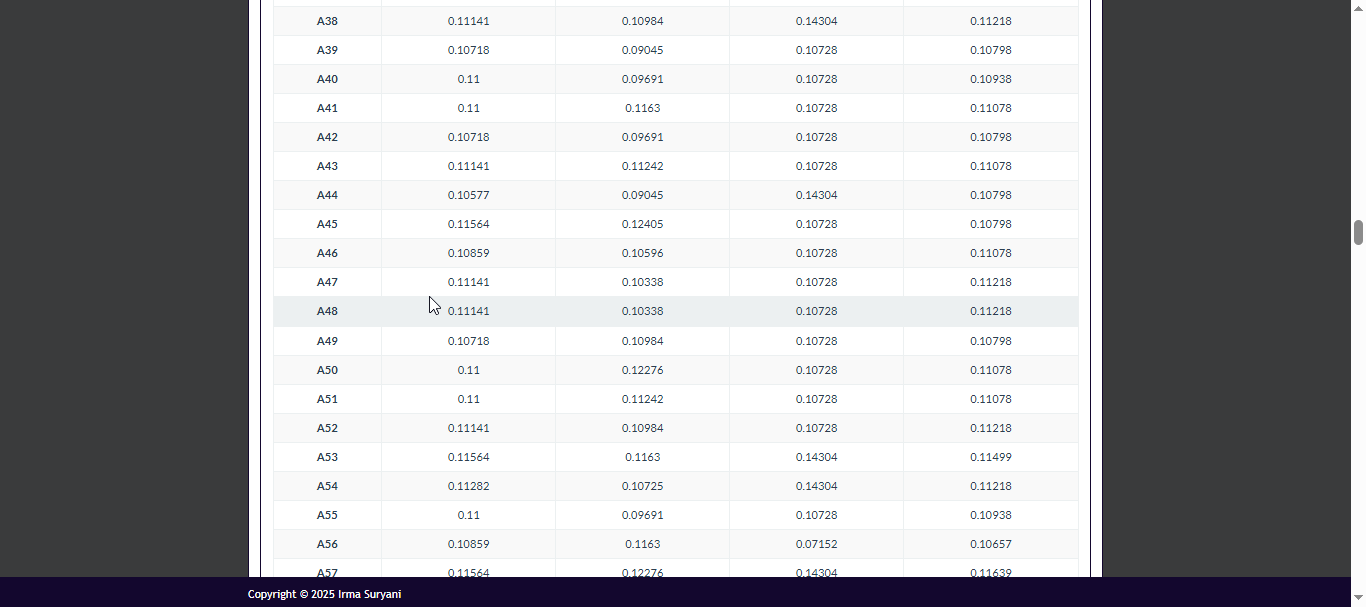 A38 0.11141 0.10984 0.14304 0.11218
A39 0.10718 0.09045 0.10728 0.10798
A40 0.11 0.09691 0.10728 0.10938
A41 0.11 0.1163 0.10728 0.11078
A42 0.10718 0.09691 0.10728 0.10798
A43 0.11141 0.11242 0.10728 0.11078
A44 0.10577 0.09045 0.14304 0.10798
A45 0.11564 0.12405 0.10728 0.10798
A46 0.10859 0.10596 0.10728 0.11078
A47 0.11141 0.10338 0.10728 0.11218
A48 0.11141 0.10338 0.10728 0.11218
A49 0.10718 0.10984 0.10728 0.10798
A50 0.11 0.12276 0.10728 0.11078
A51 0.11 0.11242 0.10728 0.11078
A52 0.11141 0.10984 0.10728 0.11218
A53 0.11564 0.1163 0.14304 0.11499
A54 0.11282 0.10725 0.14304 0.11218
A55 0.11 0.09691 0.10728 0.10938
A56 0.10859 0.1163 0.07152 0.10657
A57 0.11564 0.12276 0.14304 0.11639
Copyright © 2025 Irma Suryani